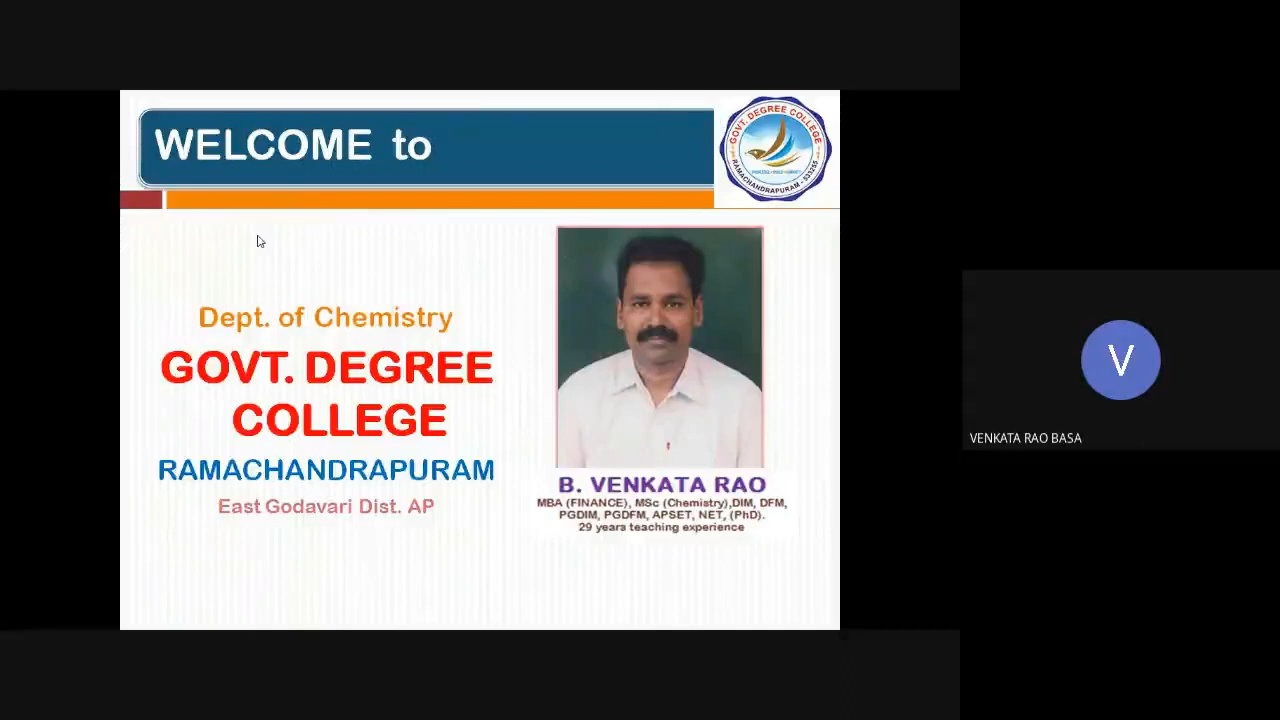 WELCOME to
GOVT. DEGREE COLLEGE
RAMACHANDRAPURAM - 533255
Dept. of Chemistry
GOVT. DEGREE
COLLEGE
RAMACHANDRAPURAM
East Godavari Dist. AP
B. VENKATA RAO
MBA (FINANCE), MSc (Chemistry),DIM, DFM,
PGDIM, PGDFM, APSET, NET, (PhD).
29 years teaching experience
V
VENKATA RAO BASA